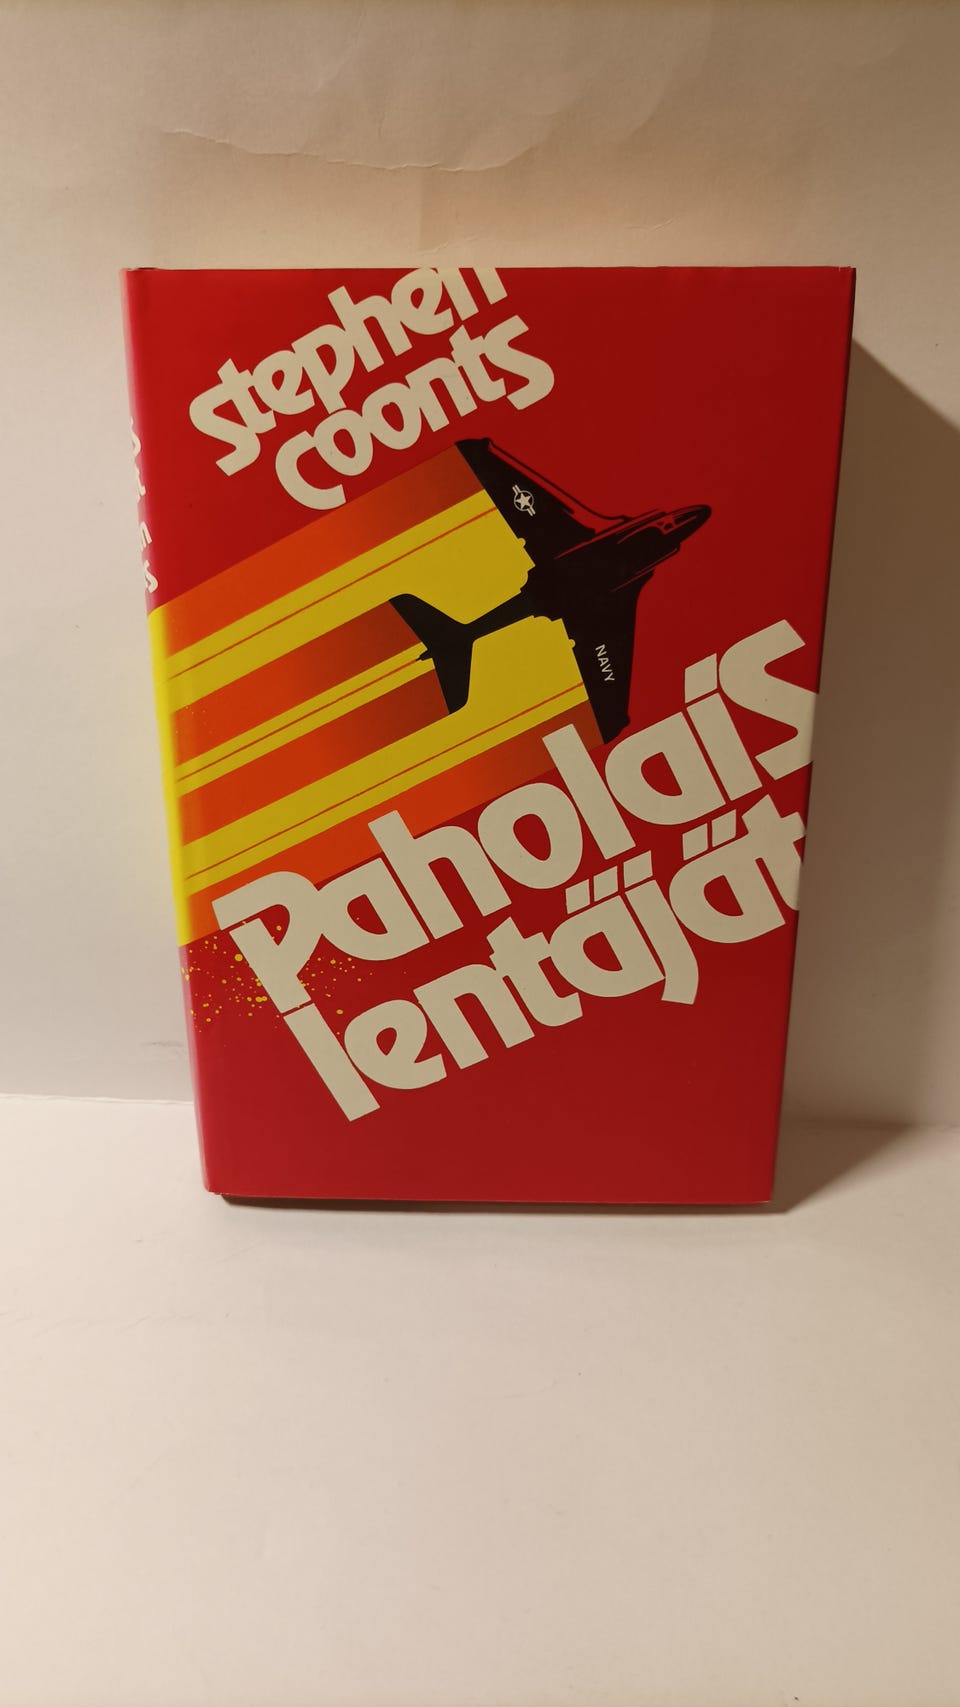 stephen
coonts
NAVY
Paholais
lentäjät